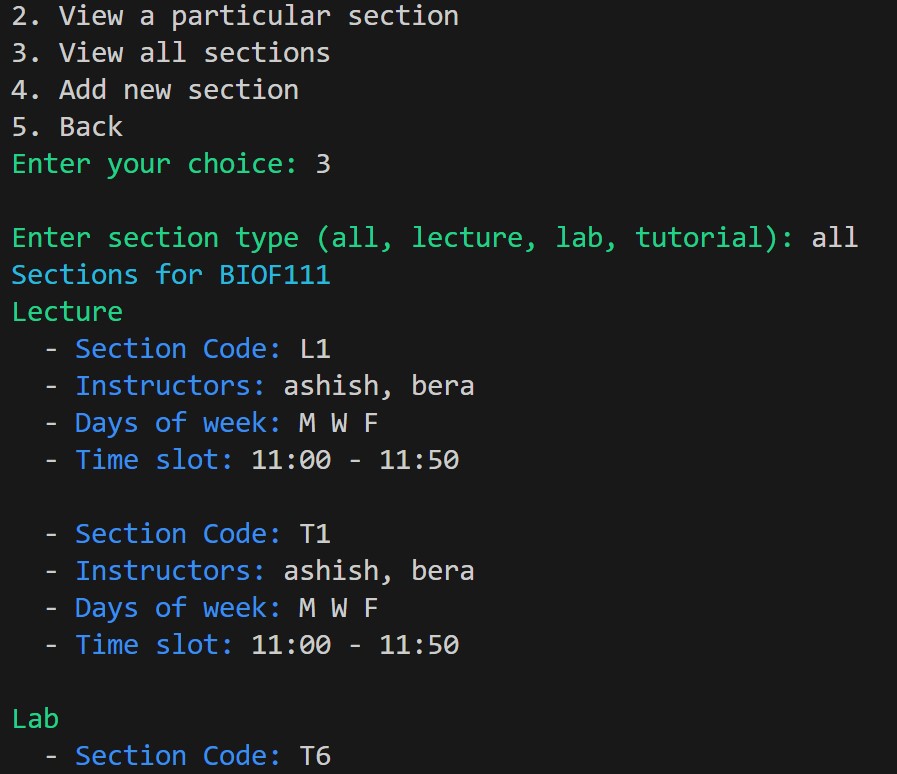 2. View a particular section
3. View all sections
4. Add new section
5. Back
Enter your choice: 3
Enter section type (all, lecture, lab, tutorial): all
Sections for BIOF111
Lecture
- Section Code: L1
- Instructors: ashish, bera
- Days of week: M W F
- Time slot: 11:00 - 11:50
- Section Code: T1
- Instructors: ashish, bera
- Days of week: M W F
- Time slot: 11:00 - 11:50
Lab
- Section Code: T6